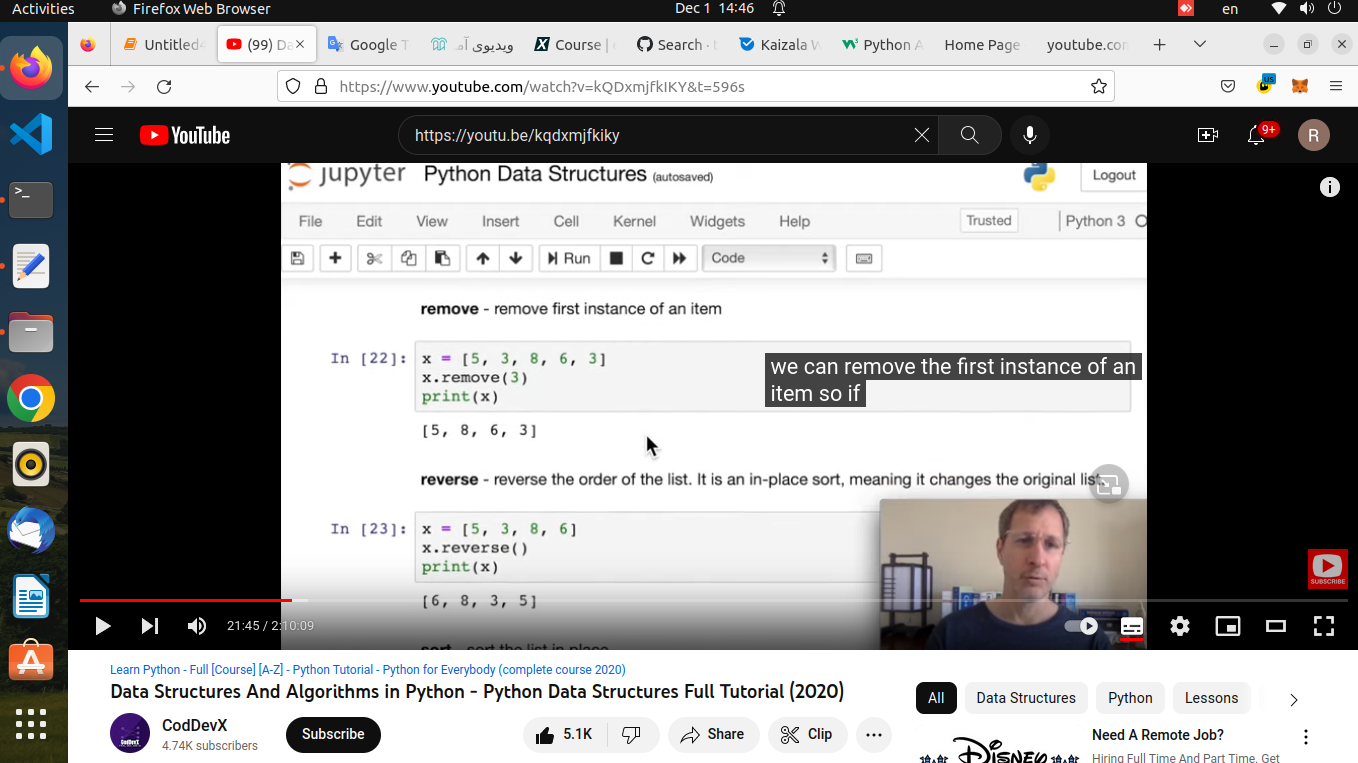 Activities
Firefox Web Browser
Dec 1 14:46
en
Untitled
(99) Da
Google T
ویدیوی آم
Course |
Search ·
Kaizala W
Python A
Home Page
youtube.con
https://www.youtube.com/watch?v=kQDxmjfkIKY&t=596s
us
YouTube
https://youtu.be/kqdxmjfkiky
9+
R
jupyter
Python Data Structures (autosaved)
Logout
File Edit View Insert Cell Kernel Widgets Help
Trusted
Python 3
Run
Code
remove - remove first instance of an item
In [22]:
x = [5, 3, 8, 6, 3]
x.remove(3)
print(x)
we can remove the first instance of an
item so if
[5, 8, 6, 3]
reverse - reverse the order of the list. It is an in-place sort, meaning it changes the original list.
In [23]:
x = [5, 3, 8, 6]
x.reverse()
print(x)
[6, 8, 3, 5]
sort - sort the list in place
SUBSCRIBE
21:45 / 2:10:09
Learn Python - Full [Course] [A-Z] - Python Tutorial - Python for Everybody (complete course 2020)
Data Structures And Algorithms in Python - Python Data Structures Full Tutorial (2020)
CodDevX
4.74K subscribers
Subscribe
5.1K
Share
Clip
All
Data Structures
Python
Lessons
DISNEY
Need A Remote Job?
Hiring Full Time And Part Time. Get